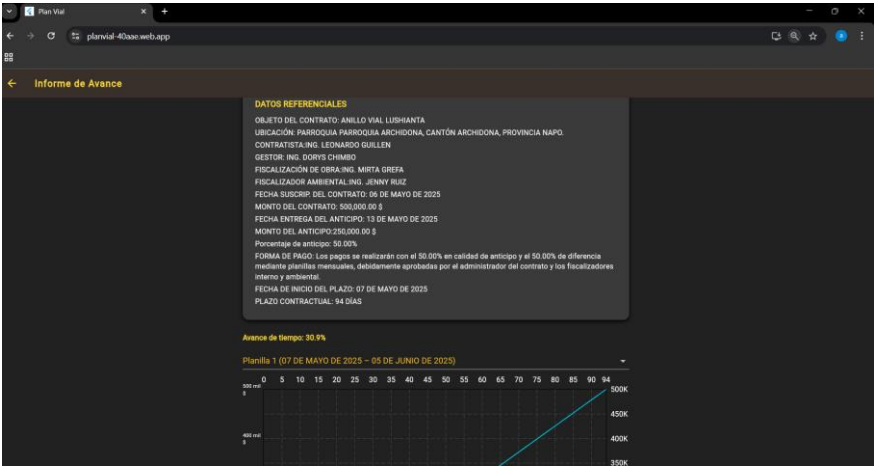 Plan Vial
planvial-40aae.web.app
Informe de Avance
DATOS REFERENCIALES
OBJETO DEL CONTRATO: ANILLO VIAL LUSHIANTA
UBICACIÓN: PARROQUIA PARROQUIA ARCHIDONA, CANTÓN ARCHIDONA, PROVINCIA NAPO.
CONTRATISTA:ING. LEONARDO GUILLEN
GESTOR: ING. DORYS CHIMBO
FISCALIZACIÓN DE OBRA:ING. MIRTA GREFA
FISCALIZADOR AMBIENTAL:ING. JENNY RUIZ
FECHA SUSCRIP. DEL CONTRATO: 06 DE MAYO DE 2025
MONTO DEL CONTRATO: 500,000.00 $
FECHA ENTREGA DEL ANTICIPO: 13 DE MAYO DE 2025
MONTO DEL ANTICIPO:250,000.00 $
Porcentaje de anticipo: 50.00%
FORMA DE PAGO: Los pagos se realizarán con el 50.00% en calidad de anticipo y el 50.00% de diferencia
mediante planillas mensuales, debidamente aprobadas por el administrador del contrato y los fiscalizadores
interno y ambiental.
FECHA DE INICIO DEL PLAZO: 07 DE MAYO DE 2025
PLAZO CONTRACTUAL: 94 DÍAS
Avance de tiempo: 30.9%
Planilla 1 (07 DE MAYO DE 2025 – 05 DE JUNIO DE 2025)
0 5 10 15 20 25 30 35 40 45 50 55 60 65 70 75 80 85 90 94
500 mil
$
500K
450K
400 mil
$
400K
350K